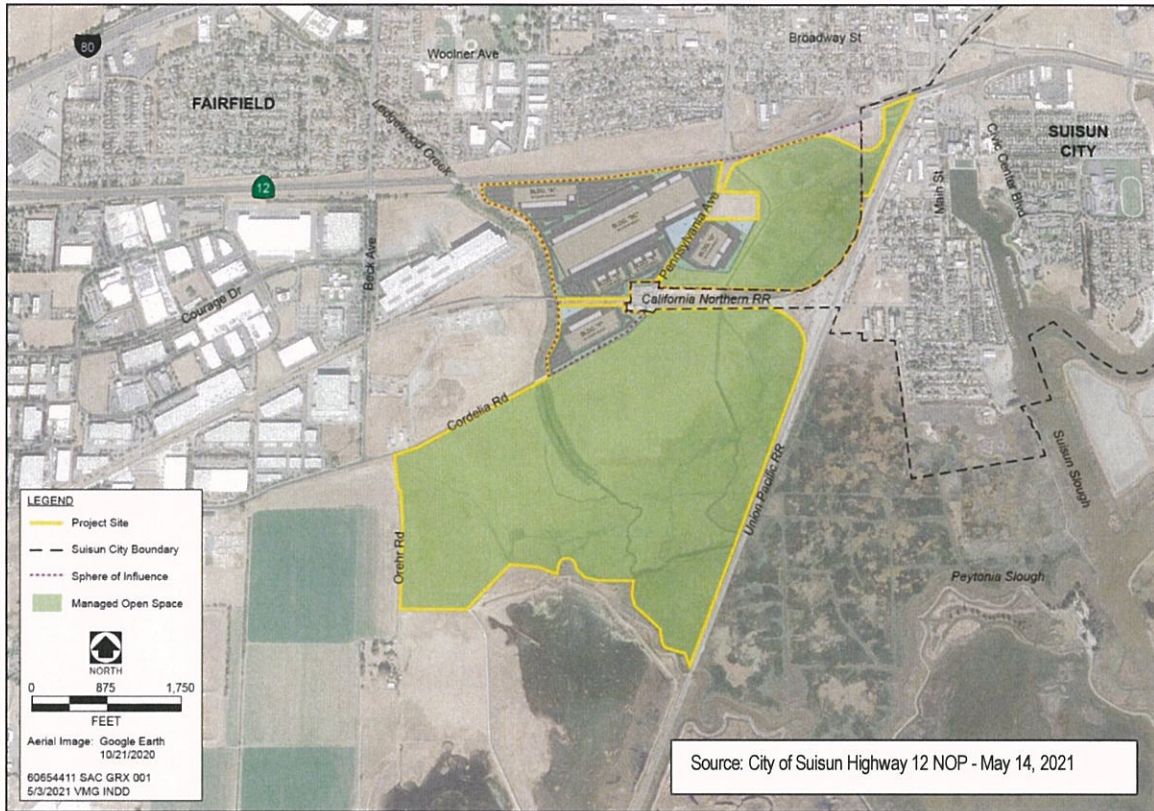 80
Woolner Ave
Broadway St
FAIRFIELD
Ledgewood Creek
SUISUN
CITY
Civic Center Blvd
Main St
12
Beck Ave
Pennsylvania Ave
California Northern RR
Courage Dr
Cordelia Rd
Union Pacific RR
Suisun Slough
Orehr Rd
Peytonia Slough
LEGEND
Project Site
Suisun City Boundary
Sphere of Influence
Managed Open Space
NORTH
0 875 1,750
FEET
Aerial Image: Google Earth
10/21/2020
60654411 SAC GRX 001
5/3/2021 VMG INDD
Source: City of Suisun Highway 12 NOP - May 14, 2021